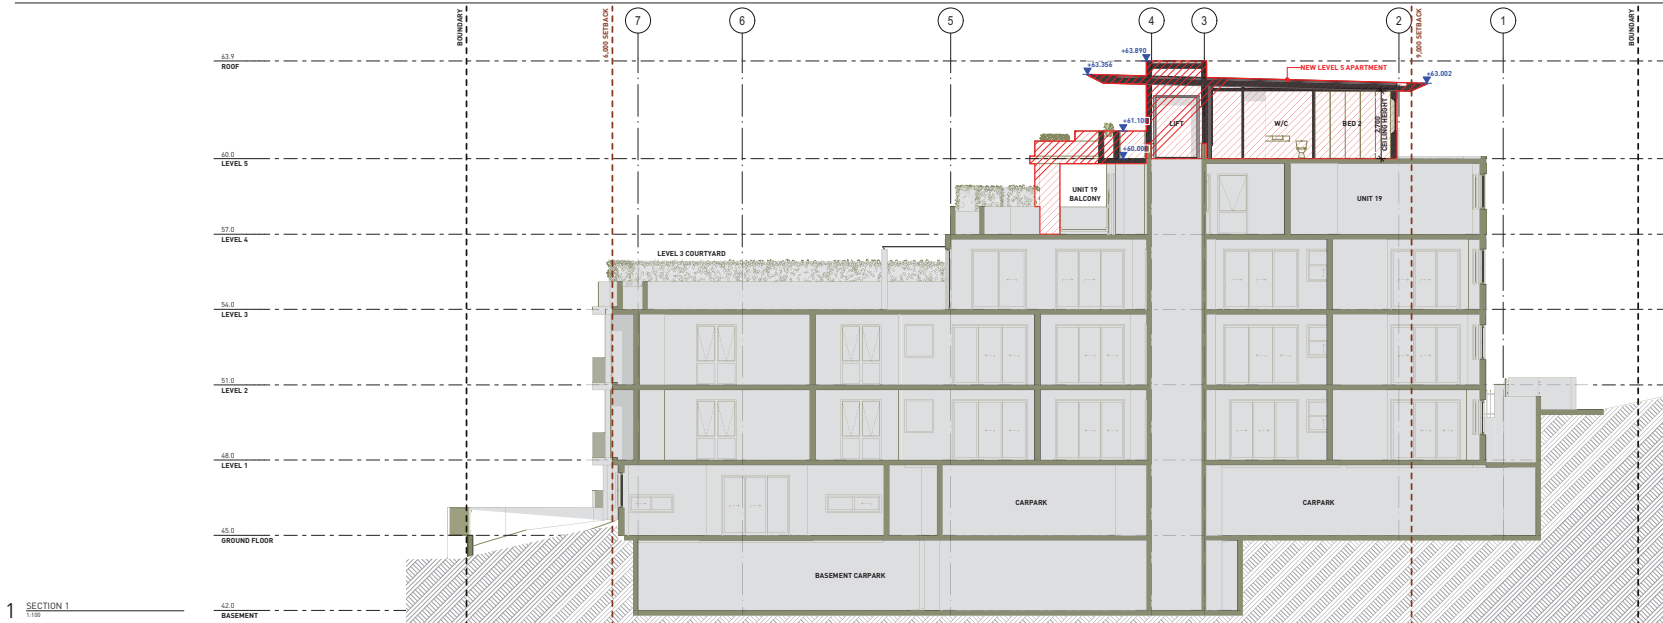 BOUNDARY
6,000 SETBACK
7
6
5
4
3
2
9,000 SETBACK
1
BOUNDARY
63.9
ROOF
+63.890
+63.356
NEW LEVEL 5 APARTMENT
+63.002
+61.100
LIFT
W/C
BED 2
2,700
CEILING HEIGHT
+60.000
60.0
LEVEL 5
UNIT 19
BALCONY
UNIT 19
57.0
LEVEL 4
LEVEL 3 COURTYARD
54.0
LEVEL 3
51.0
LEVEL 2
48.0
LEVEL 1
CARPARK
CARPARK
45.0
GROUND FLOOR
BASEMENT CARPARK
42.0
BASEMENT
1
SECTION 1
1:100